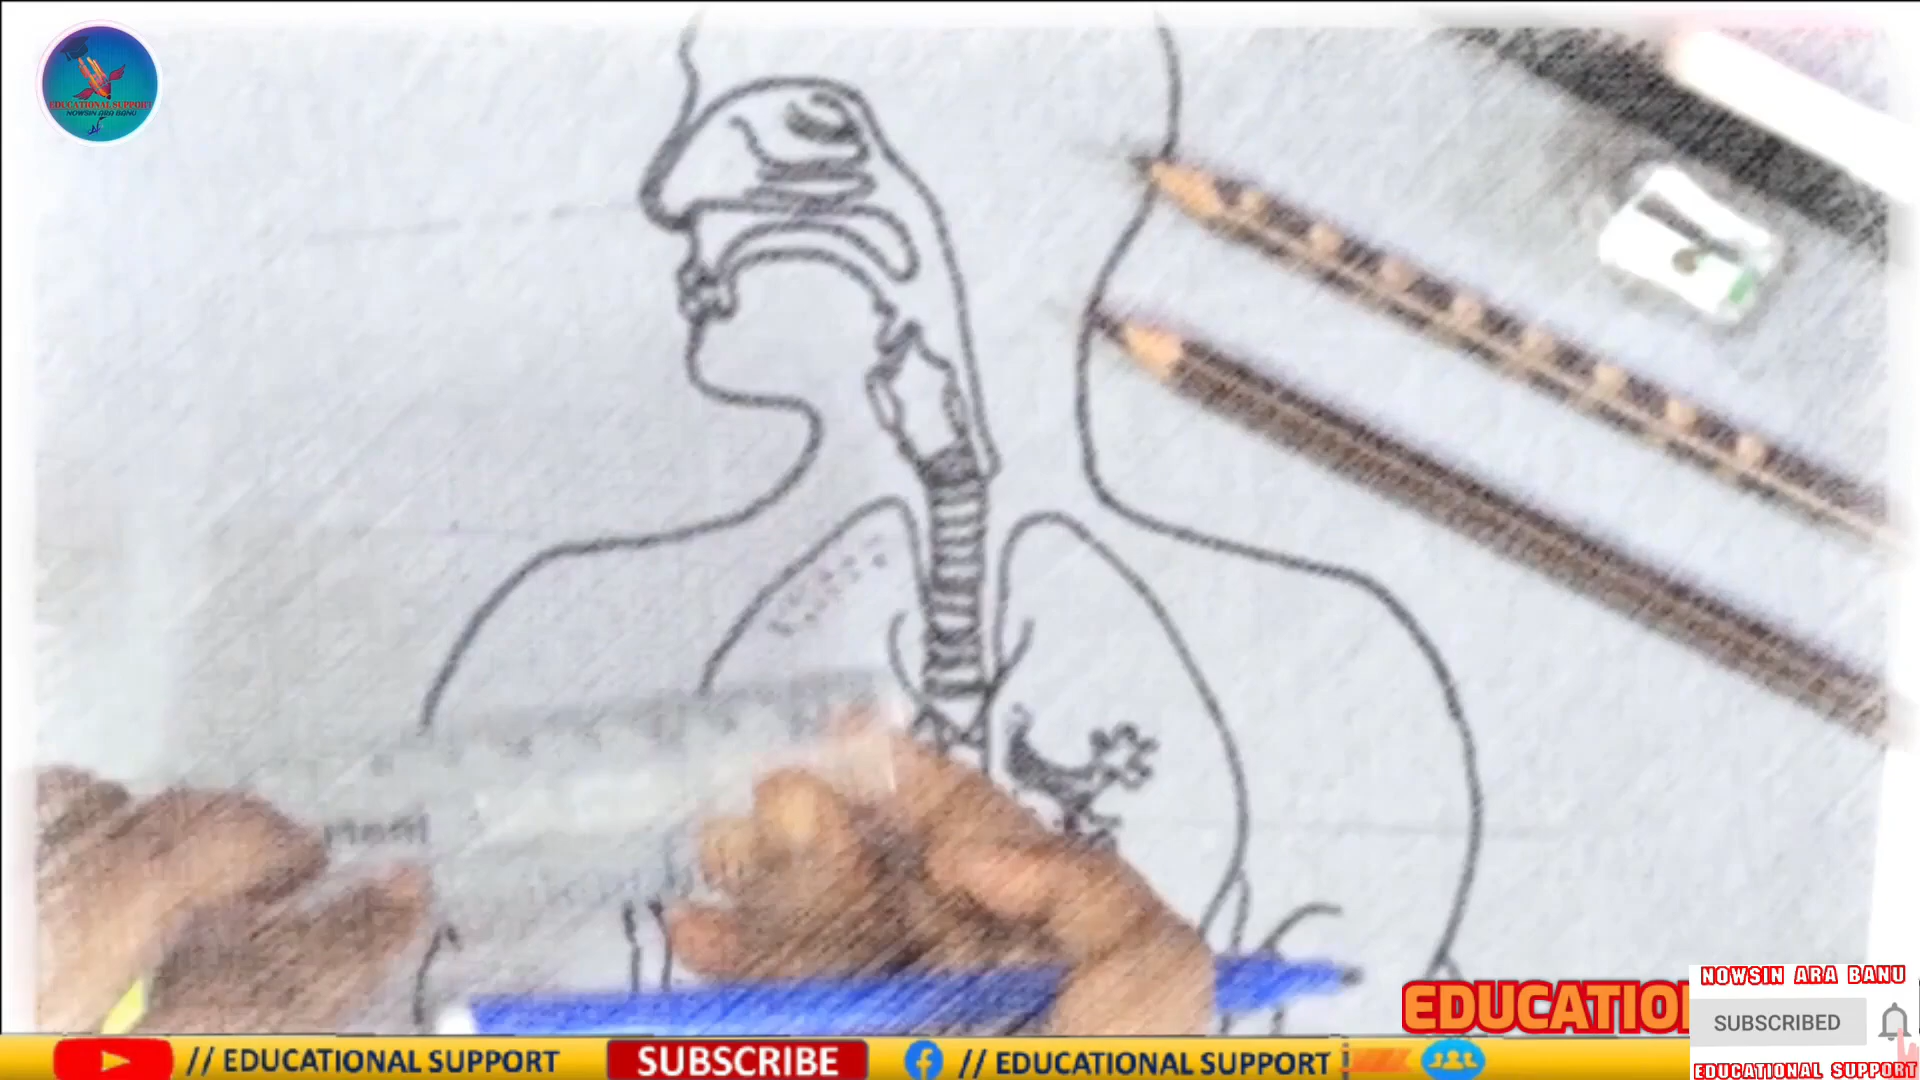 EDUCATIONAL SUPPORT
NOWSIN ARA BANU
EDUCATIO
NOWSIN ARA BANU
SUBSCRIBED
EDUCATIONAL SUPPORT
// EDUCATIONAL SUPPORT
SUBSCRIBE
// EDUCATIONAL SUPPORT